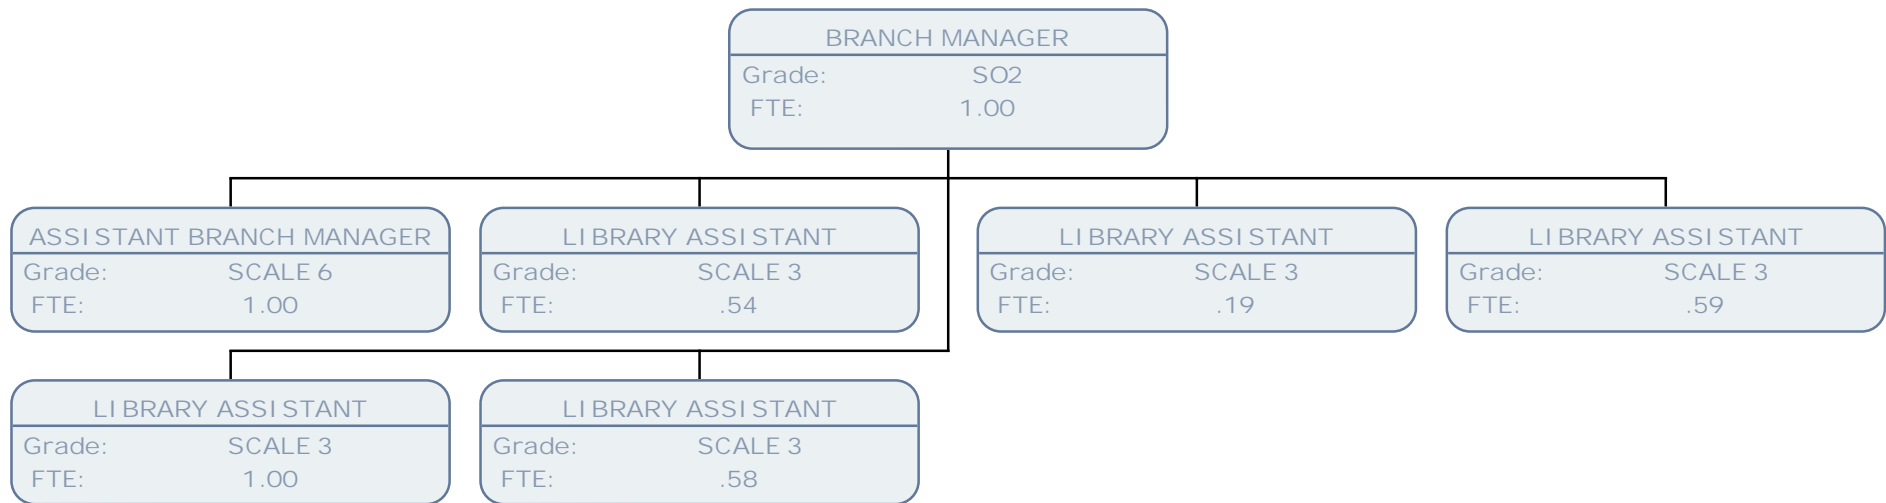 BRANCH MANAGER
Grade: SO2
FTE: 1.00
ASSISTANT BRANCH MANAGER
Grade: SCALE 6
FTE: 1.00
LIBRARY ASSISTANT
Grade: SCALE 3
FTE: .54
LIBRARY ASSISTANT
Grade: SCALE 3
FTE: .19
LIBRARY ASSISTANT
Grade: SCALE 3
FTE: .59
LIBRARY ASSISTANT
Grade: SCALE 3
FTE: 1.00
LIBRARY ASSISTANT
Grade: SCALE 3
FTE: .58